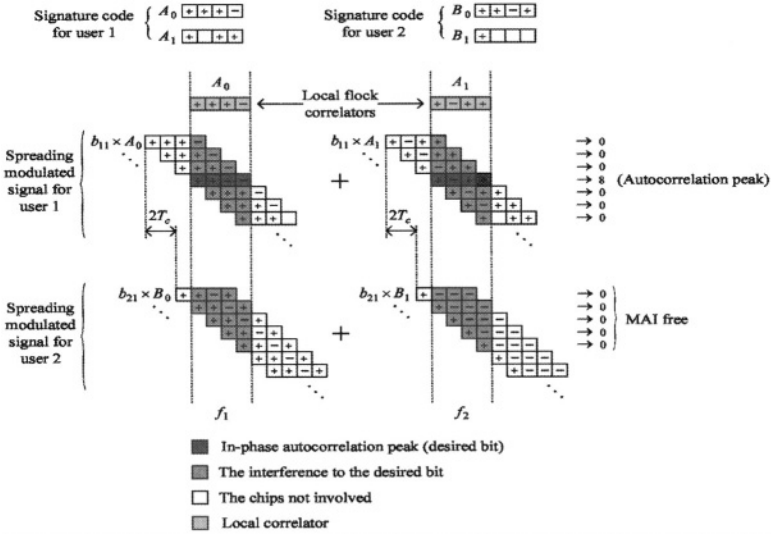 Signature code
for user 1
A₀ + + + −
A₁ + + +
Signature code
for user 2
B₀ + + − +
B₁ +
A₀
+ + + −
Local flock
correlators
A₁
+ − + +
Spreading
modulated
signal for
user 1
b₁₁ × A₀ + + + −
2T꜀
+
b₁₁ × A₁ + − + +
2T꜀
→ 0
→ 0
→ 0
→ 8 (Autocorrelation peak)
→ 0
→ 0
→ 0
Spreading
modulated
signal for
user 2
b₂₁ × B₀ + + − +
+
b₂₁ × B₁ + − − −
→ 0
→ 0
→ 0
→ 0
→ 0
MAI free
f₁
f₂
In-phase autocorrelation peak (desired bit)
The interference to the desired bit
The chips not involved
Local correlator